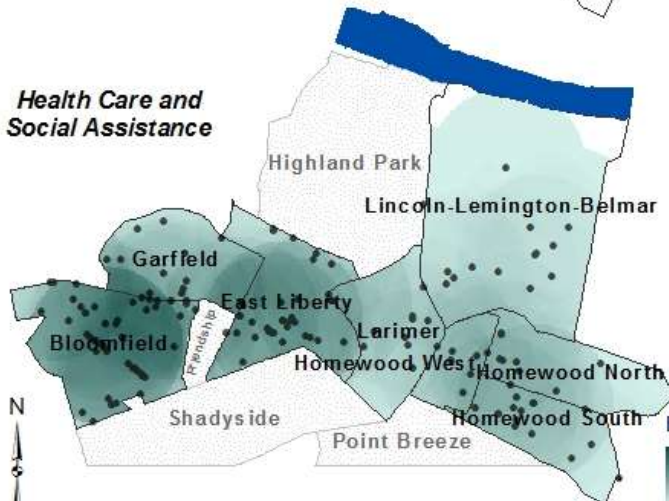 Health Care and
Social Assistance
Highland Park
Lincoln-Lemington-Belmar
Garfield
East Liberty
Friendship
Larimer
Bloomfield
Homewood West
Homewood North
Shadyside
Homewood South
Point Breeze
N